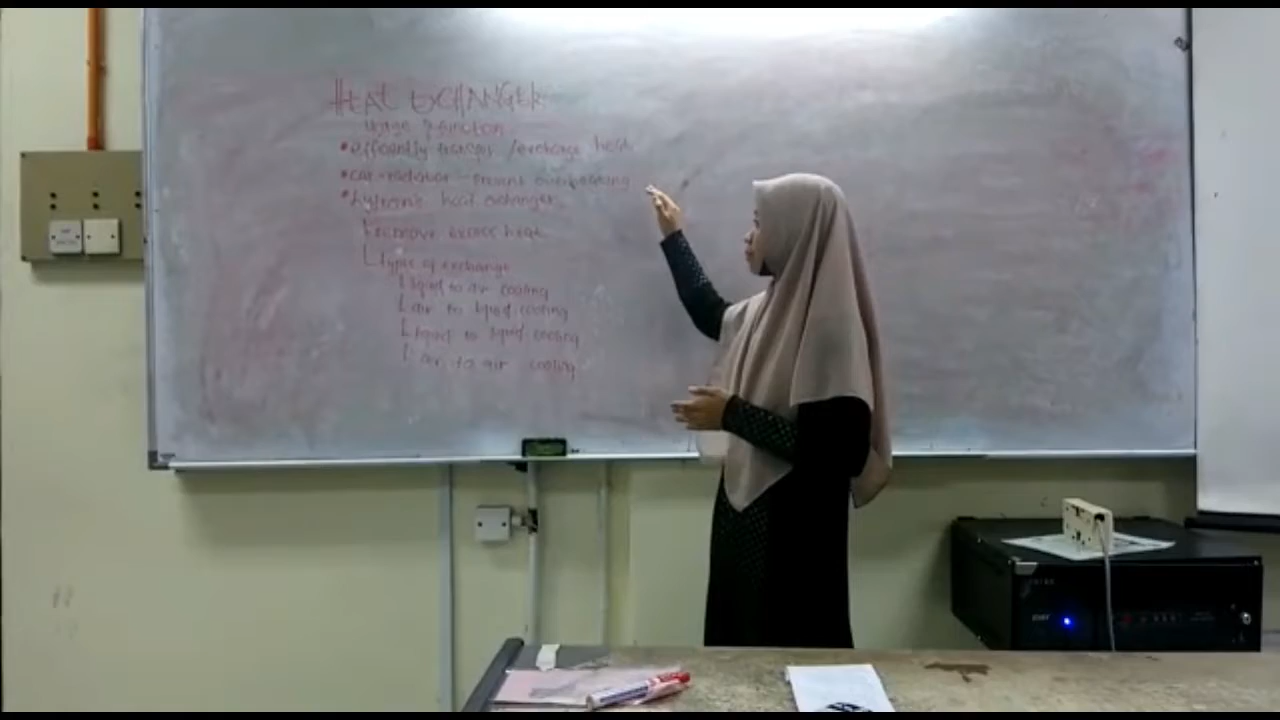 HEAT EXCHANGER
usage function
• efficiently transfer / exchange heat
• car-radiator - prevent overheating
• heat exchanger
remove excess heat
types of exchange
liquid to air cooling
air to liquid cooling
liquid to liquid cooling
air to air cooling